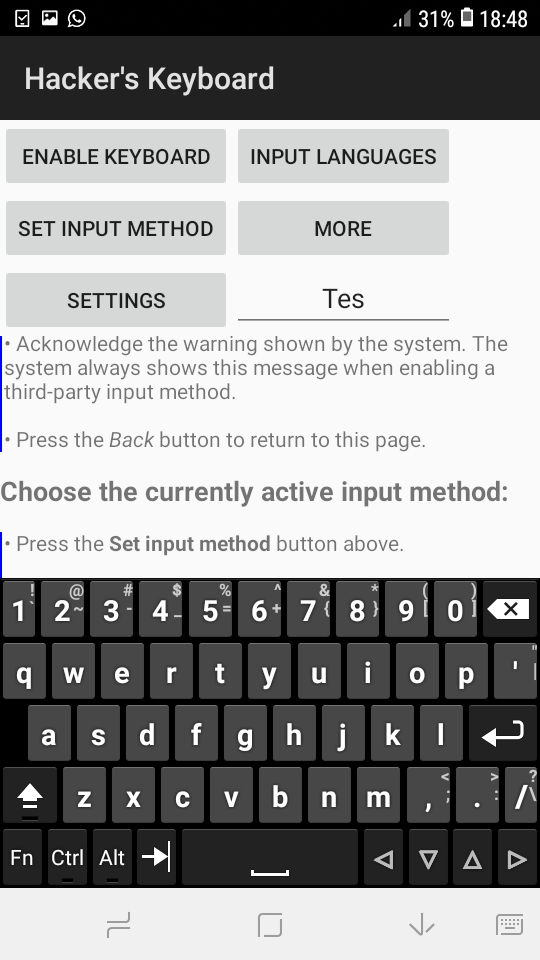 31% 18:48
Hacker's Keyboard
ENABLE KEYBOARD INPUT LANGUAGES
SET INPUT METHOD MORE
SETTINGS Tes
• Acknowledge the warning shown by the system. The
system always shows this message when enabling a
third-party input method.
• Press the Back button to return to this page.
Choose the currently active input method:
• Press the Set input method button above.
1 ! ` 2 @ ~ 3 # - 4 $ _ 5 % = 6 ^ + 7 & { 8 * } 9 ( [ 0 ) ]
q w e r t y u i o p ' "
a s d f g h j k l
z x c v b n m , < ; . > : / ? \
Fn Ctrl Alt